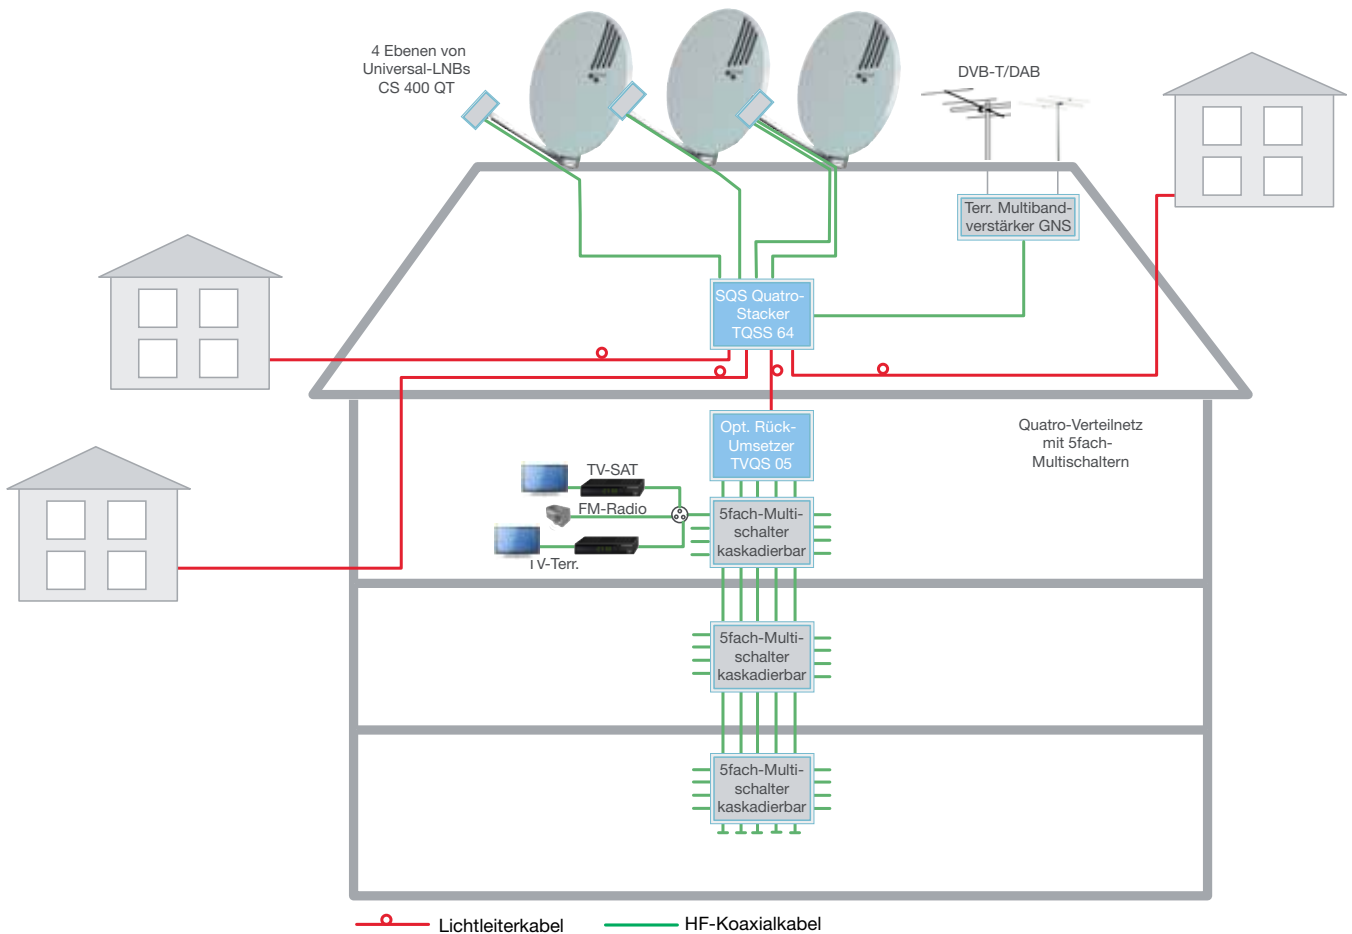 4 Ebenen von
Universal-LNBs
CS 400 QT
DVB-T/DAB
Terr. Multiband-
verstärker GNS
SQS Quatro-
Stacker
TQSS 64
Opt. Rück-
Umsetzer
TVQS 05
Quatro-Verteilnetz
mit 5fach-
Multischaltern
TV-SAT
FM-Radio
TV-Terr.
5fach-Multi-
schalter
kaskadierbar
5fach-Multi-
schalter
kaskadierbar
5fach-Multi-
schalter
kaskadierbar
Lichtleiterkabel
HF-Koaxialkabel